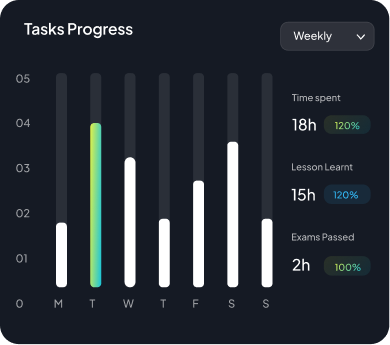 Tasks Progress
Weekly
05
04
03
02
01
0
M T W T F S S
Time spent
18h 120%
Lesson Learnt
15h 120%
Exams Passed
2h 100%